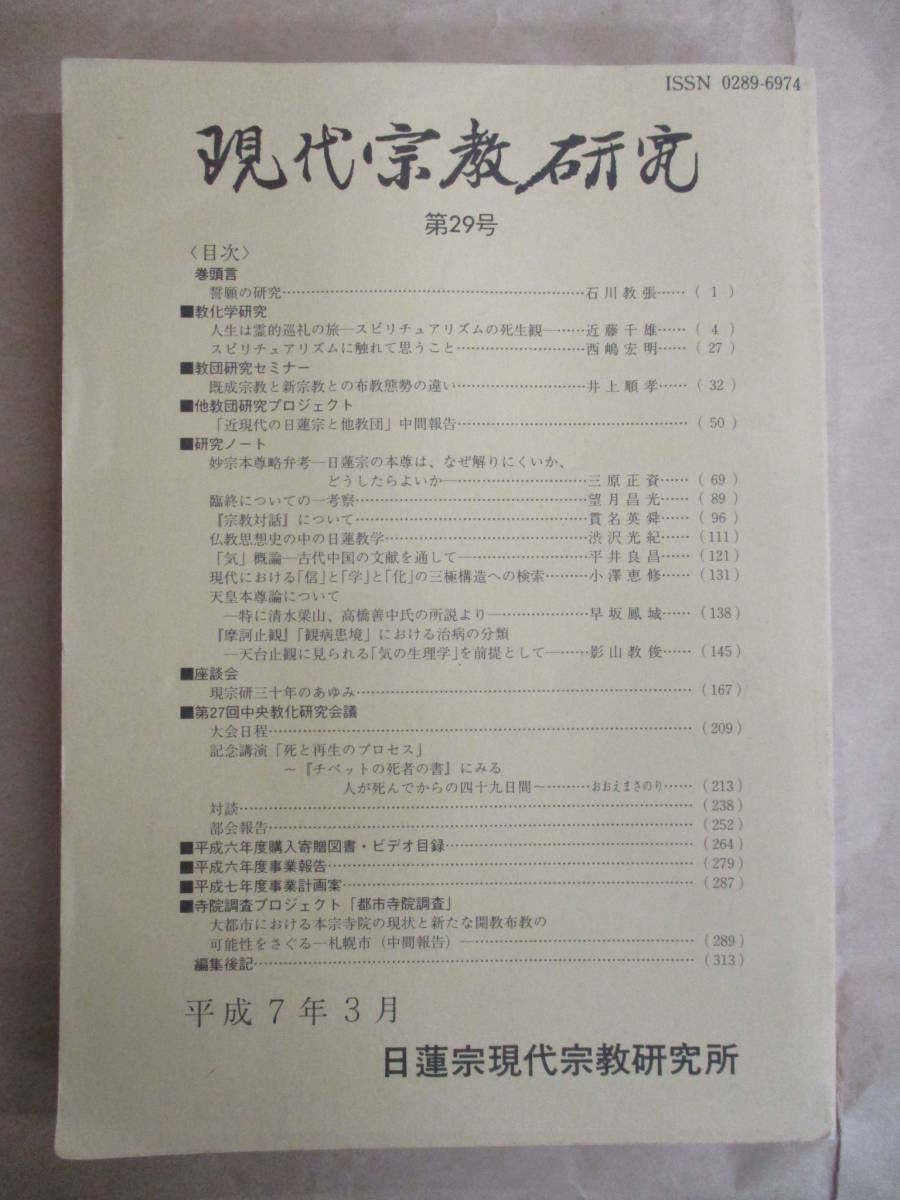 ISSN 0289-6974
現代宗教研究
第29号
〈目次〉
巻頭言
誓願の研究……石川教張……（ 1 ）
■教化学研究
人生は霊的巡礼の旅―スピリチュアリズムの死生観―……近藤千雄……（ 4 ）
スピリチュアリズムに触れて思うこと……西嶋宏明……（ 27 ）
■教団研究セミナー
既成宗教と新宗教との布教態勢の違い……井上順孝……（ 32 ）
■他教団研究プロジェクト
「近現代の日蓮宗と他教団」中間報告……（ 50 ）
■研究ノート
妙宗本尊略弁考―日蓮宗の本尊は、なぜ解りにくいか、
どうしたらよいか―……三原正資……（ 69 ）
臨終についての一考察……望月昌光……（ 89 ）
『宗教対話』について……貫名英舜……（ 96 ）
仏教思想史の中の日蓮教学……渋沢光紀……（111）
「気」概論―古代中国の文献を通して―……平井良昌……（121）
現代における「信」と「学」と「化」の三極構造への検索……小澤恵修……（131）
天皇本尊論について
―特に清水梁山、高橋善中氏の所説より―……早坂鳳城……（138）
『摩訶止観』「観病患境」における治病の分類
―天台止観に見られる「気の生理学」を前提として―……影山教俊……（145）
■座談会
現宗研三十年のあゆみ……（167）
■第27回中央教化研究会議
大会日程……（209）
記念講演「死と再生のプロセス」
～『チベットの死者の書』にみる
人が死んでからの四十九日間～……おおえまさのり……（213）
対談……（238）
部会報告……（252）
■平成六年度購入寄贈図書・ビデオ目録……（264）
■平成六年度事業報告……（279）
■平成七年度事業計画案……（287）
■寺院調査プロジェクト「都市寺院調査」
大都市における本宗寺院の現状と新たな開教布教の
可能性をさぐる―札幌市（中間報告）―……（289）
編集後記……（313）
平成7年3月
日蓮宗現代宗教研究所